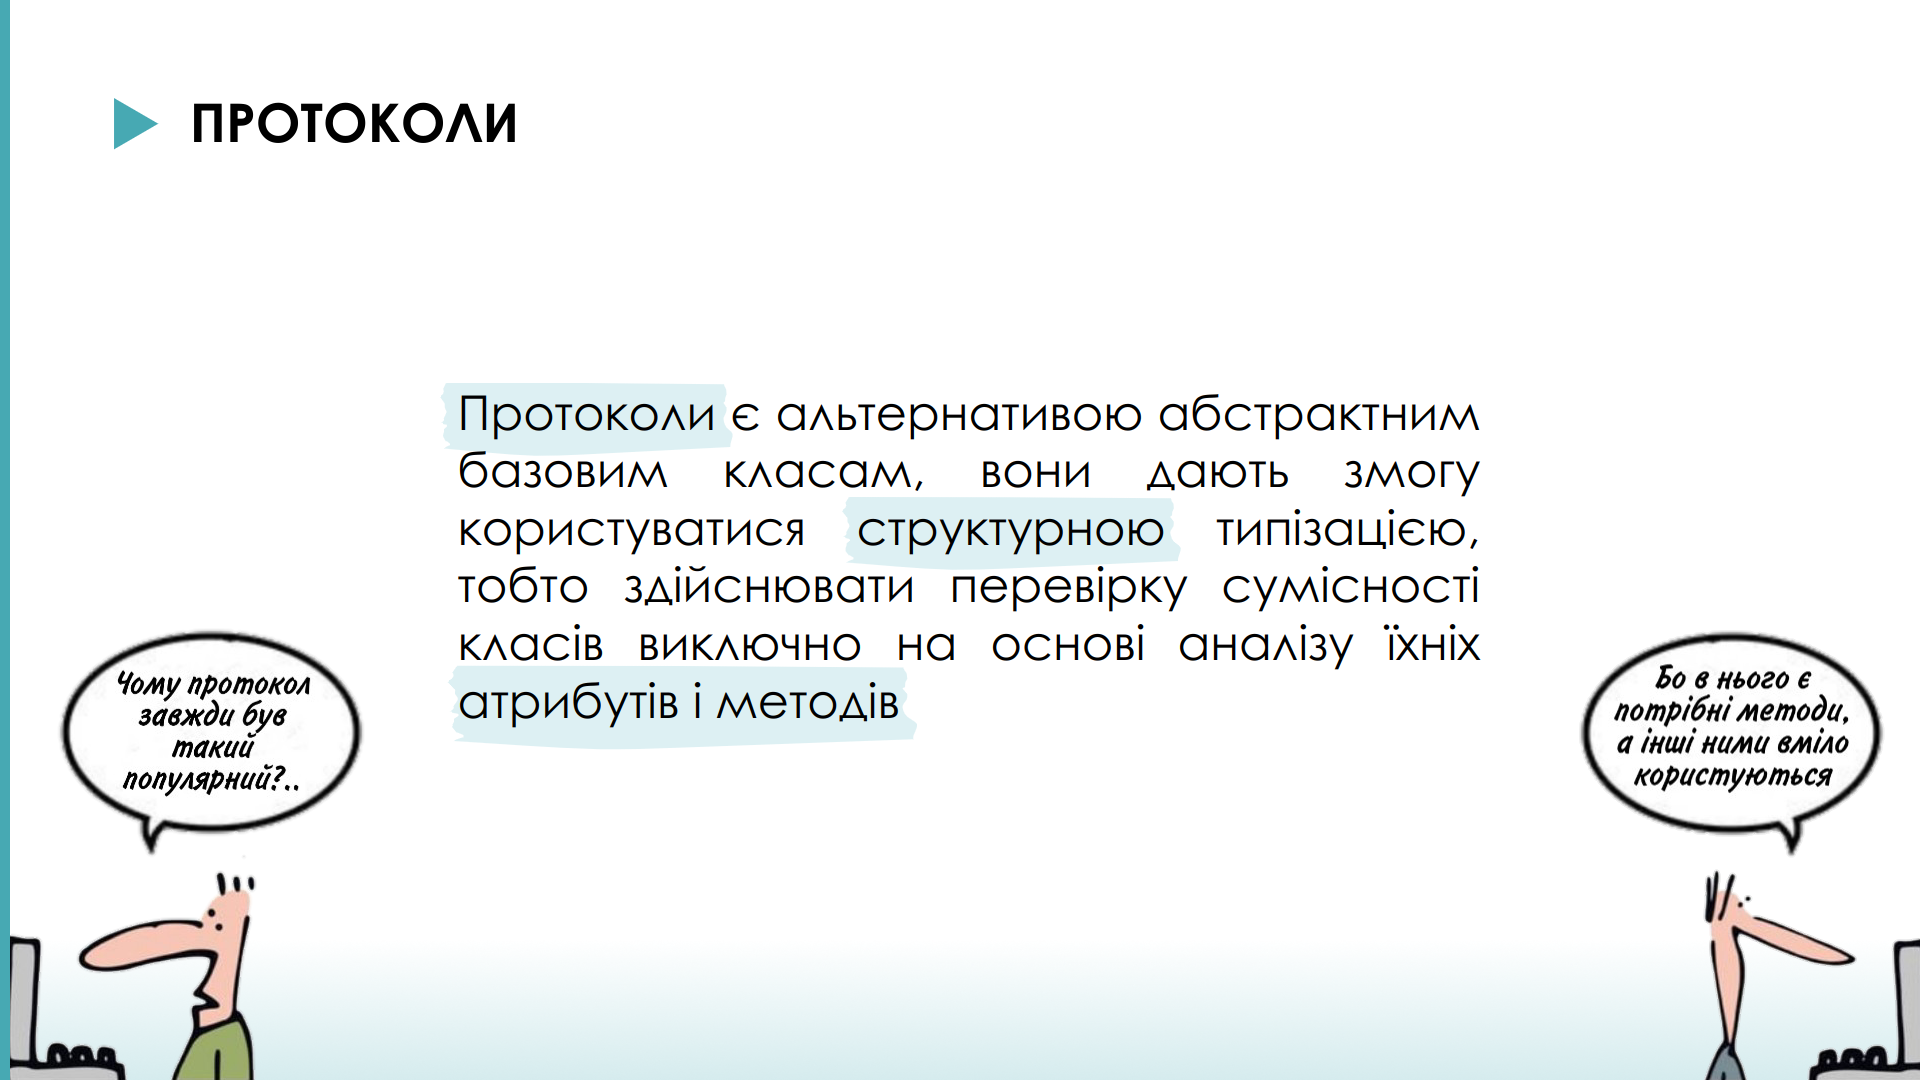 ПРОТОКОЛИ
Протоколи є альтернативою абстрактним
базовим класам, вони дають змогу
користуватися структурною типізацією,
тобто здійснювати перевірку сумісності
класів виключно на основі аналізу їхніх
атрибутів і методів
Чому протокол
завжди був
такий
популярний?..
Бо в нього є
потрібні методи,
а інші ними вміло
користуються